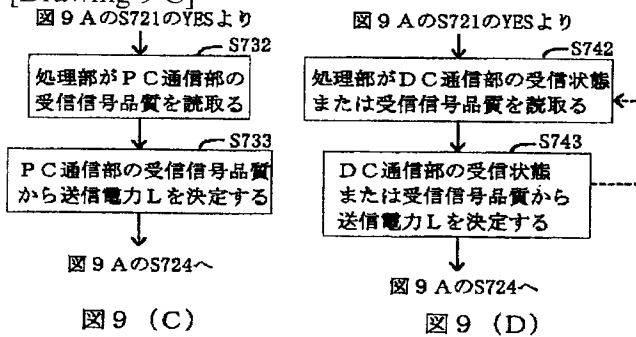 [Drawing 9 C]
図9AのS721のYESより
S732
処理部がPC通信部の
受信信号品質を読取る
S733
PC通信部の受信信号品質
から送信電力Lを決定する
図9AのS724へ
図9 (C)
図9AのS721のYESより
S742
処理部がDC通信部の受信状態
または受信信号品質を読取る
S743
DC通信部の受信状態
または受信信号品質から
送信電力Lを決定する
図9AのS724へ
図9 (D)